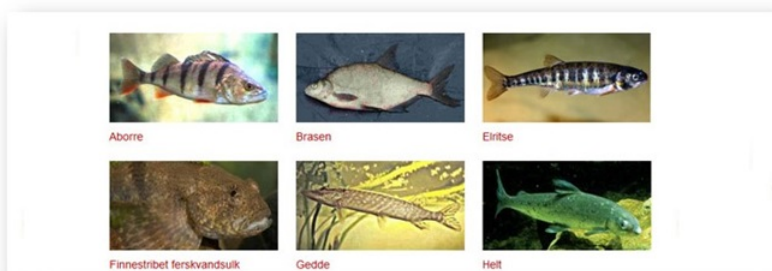 Aborre
Brasen
Elritse
Finnestribet ferskvandsulk
Gedde
Helt